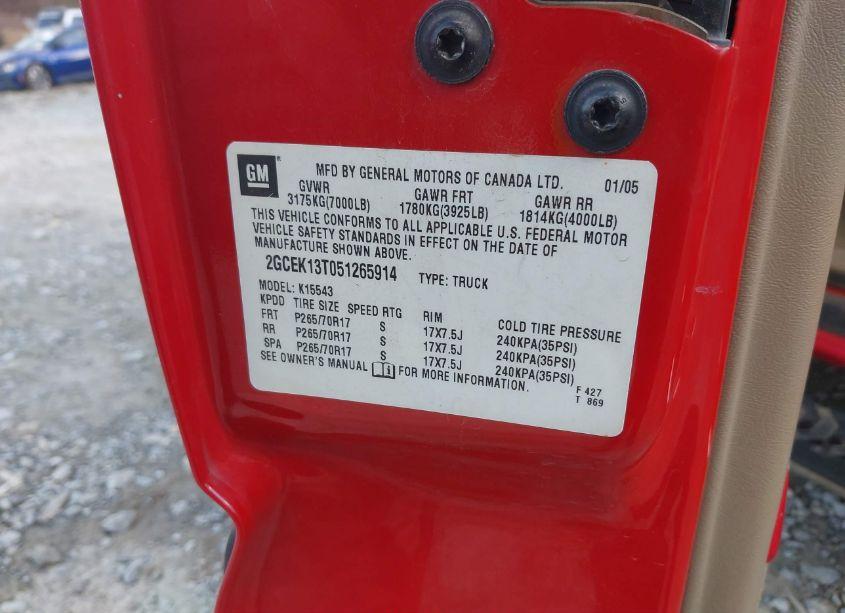 GM
MFD BY GENERAL MOTORS OF CANADA LTD. 01/05
GVWR GAWR FRT GAWR RR
3175KG(7000LB) 1780KG(3925LB) 1814KG(4000LB)
THIS VEHICLE CONFORMS TO ALL APPLICABLE U.S. FEDERAL MOTOR
VEHICLE SAFETY STANDARDS IN EFFECT ON THE DATE OF
MANUFACTURE SHOWN ABOVE.
2GCEK13T051265914 TYPE: TRUCK
MODEL: K15543
KPDD TIRE SIZE SPEED RTG RIM COLD TIRE PRESSURE
FRT P265/70R17 S 17X7.5J 240KPA(35PSI)
RR P265/70R17 S 17X7.5J 240KPA(35PSI)
SPA P265/70R17 S 17X7.5J 240KPA(35PSI)
SEE OWNER'S MANUAL FOR MORE INFORMATION.
F 427
T 869